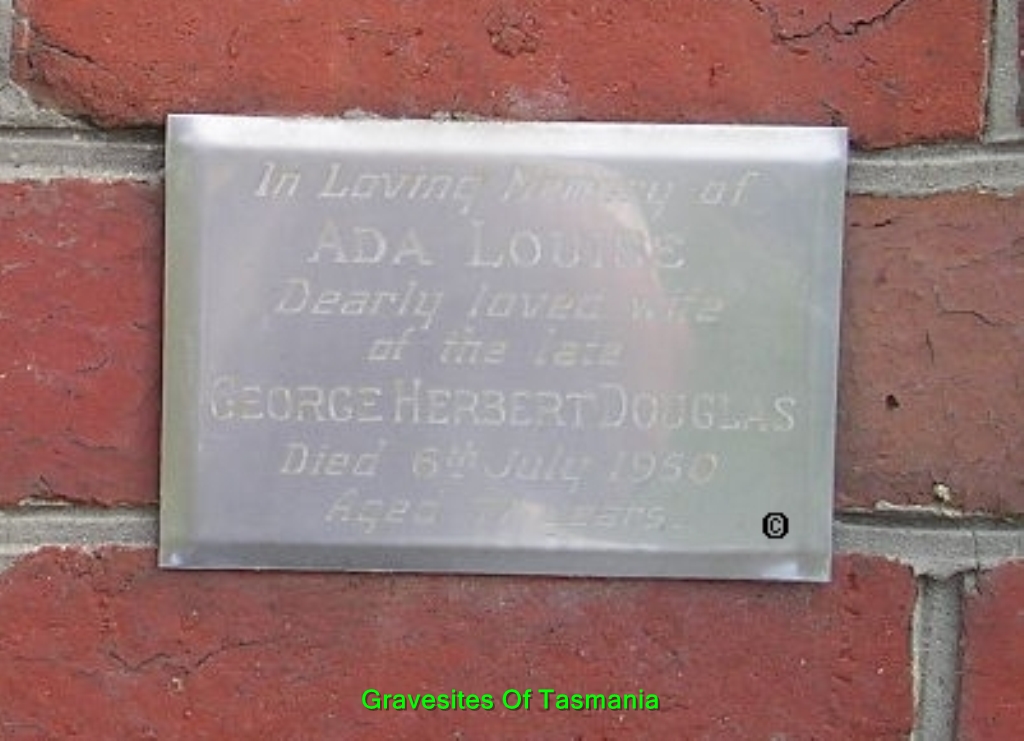 In Loving Memory of
ADA LOUISE
Dearly loved wife
of the late
GEORGE HERBERT DOUGLAS
Died 6th July 1950
Aged Years.
©
Gravesites Of Tasmania